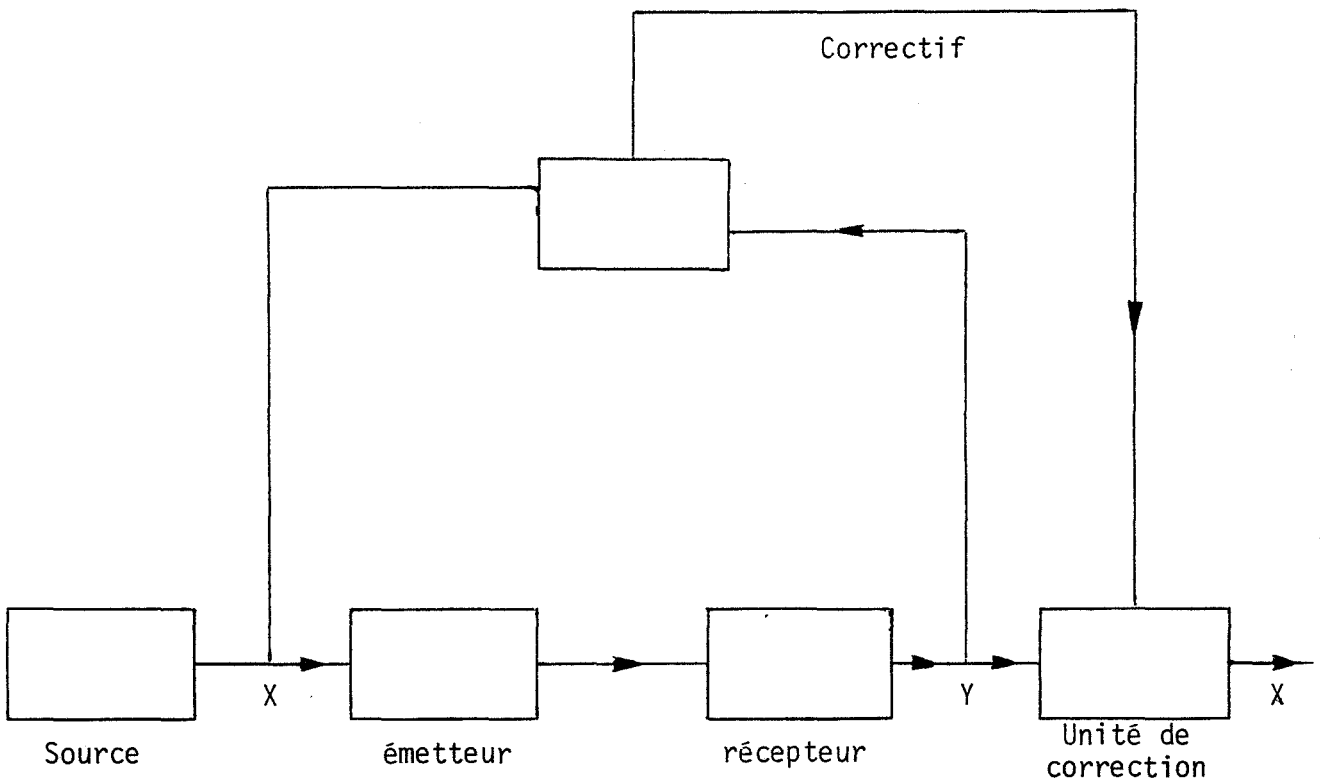 Correctif
X
Y
X
Source
émetteur
récepteur
Unité de
correction